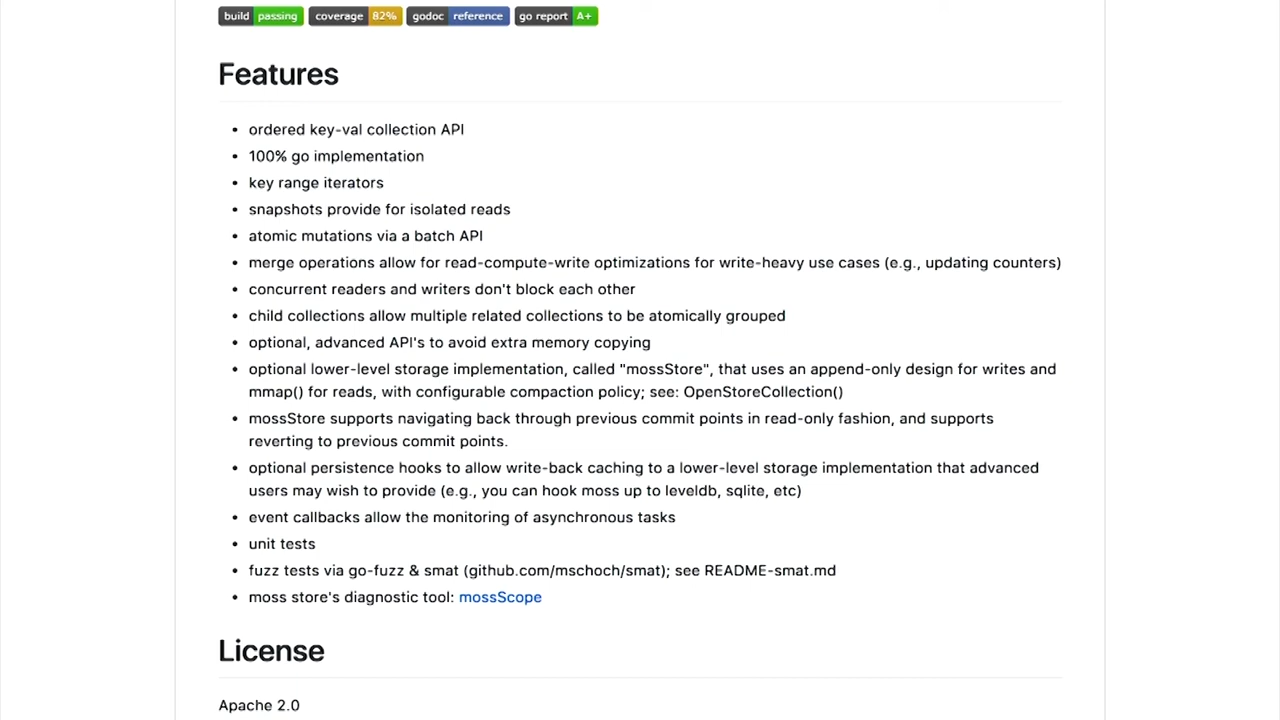 build passing coverage 82% godoc reference go report A+
Features
• ordered key-val collection API
• 100% go implementation
• key range iterators
• snapshots provide for isolated reads
• atomic mutations via a batch API
• merge operations allow for read-compute-write optimizations for write-heavy use cases (e.g., updating counters)
• concurrent readers and writers don't block each other
• child collections allow multiple related collections to be atomically grouped
• optional, advanced API's to avoid extra memory copying
• optional lower-level storage implementation, called "mossStore", that uses an append-only design for writes and
mmap() for reads, with configurable compaction policy; see: OpenStoreCollection()
• mossStore supports navigating back through previous commit points in read-only fashion, and supports
reverting to previous commit points.
• optional persistence hooks to allow write-back caching to a lower-level storage implementation that advanced
users may wish to provide (e.g., you can hook moss up to leveldb, sqlite, etc)
• event callbacks allow the monitoring of asynchronous tasks
• unit tests
• fuzz tests via go-fuzz & smat (github.com/mschoch/smat); see README-smat.md
• moss store's diagnostic tool: mossScope
License
Apache 2.0